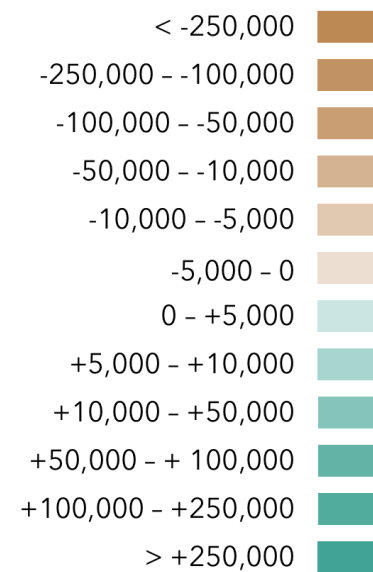 < -250,000
-250,000 – -100,000
-100,000 – -50,000
-50,000 – -10,000
-10,000 – -5,000
-5,000 – 0
0 – +5,000
+5,000 – +10,000
+10,000 – +50,000
+50,000 – + 100,000
+100,000 – +250,000
> +250,000